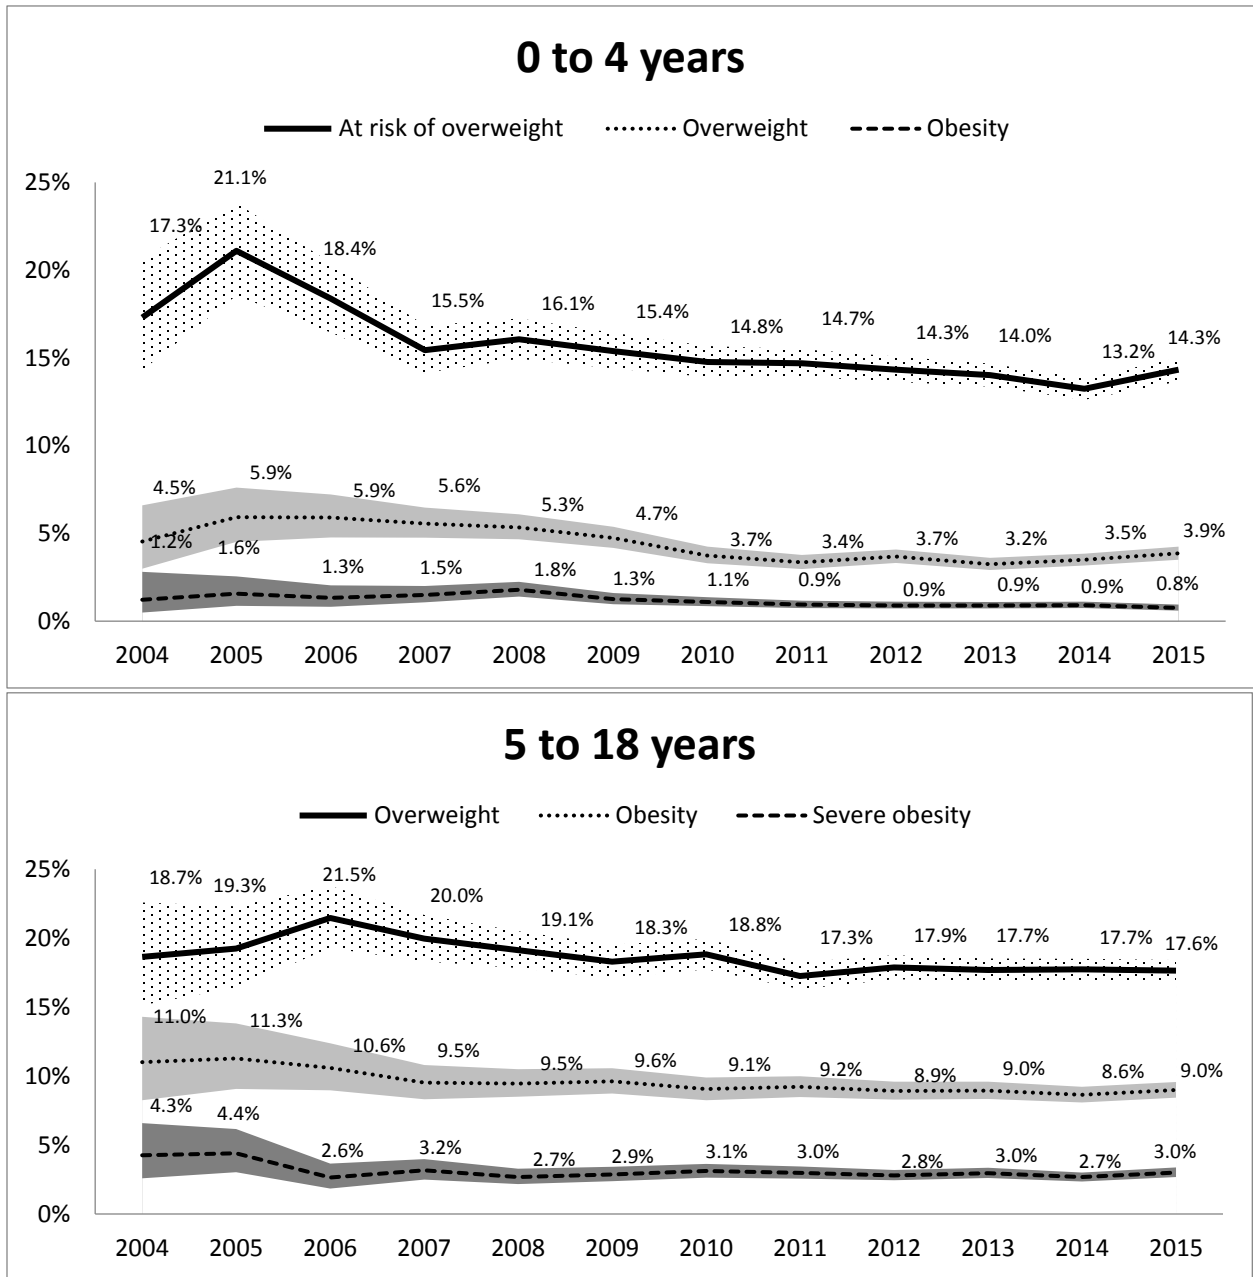 0 to 4 years
At risk of overweight Overweight Obesity
25%
20%
15%
10%
5%
0%
17.3% 21.1% 18.4% 15.5% 16.1% 15.4% 14.8% 14.7% 14.3% 14.0% 13.2% 14.3%
4.5% 5.9% 5.9% 5.6% 5.3% 4.7% 3.7% 3.4% 3.7% 3.2% 3.5% 3.9%
1.2% 1.6% 1.3% 1.5% 1.8% 1.3% 1.1% 0.9% 0.9% 0.9% 0.9% 0.8%
2004 2005 2006 2007 2008 2009 2010 2011 2012 2013 2014 2015
5 to 18 years
Overweight Obesity Severe obesity
25%
20%
15%
10%
5%
0%
18.7% 19.3% 21.5% 20.0% 19.1% 18.3% 18.8% 17.3% 17.9% 17.7% 17.7% 17.6%
11.0% 11.3% 10.6% 9.5% 9.5% 9.6% 9.1% 9.2% 8.9% 9.0% 8.6% 9.0%
4.3% 4.4% 2.6% 3.2% 2.7% 2.9% 3.1% 3.0% 2.8% 3.0% 2.7% 3.0%
2004 2005 2006 2007 2008 2009 2010 2011 2012 2013 2014 2015